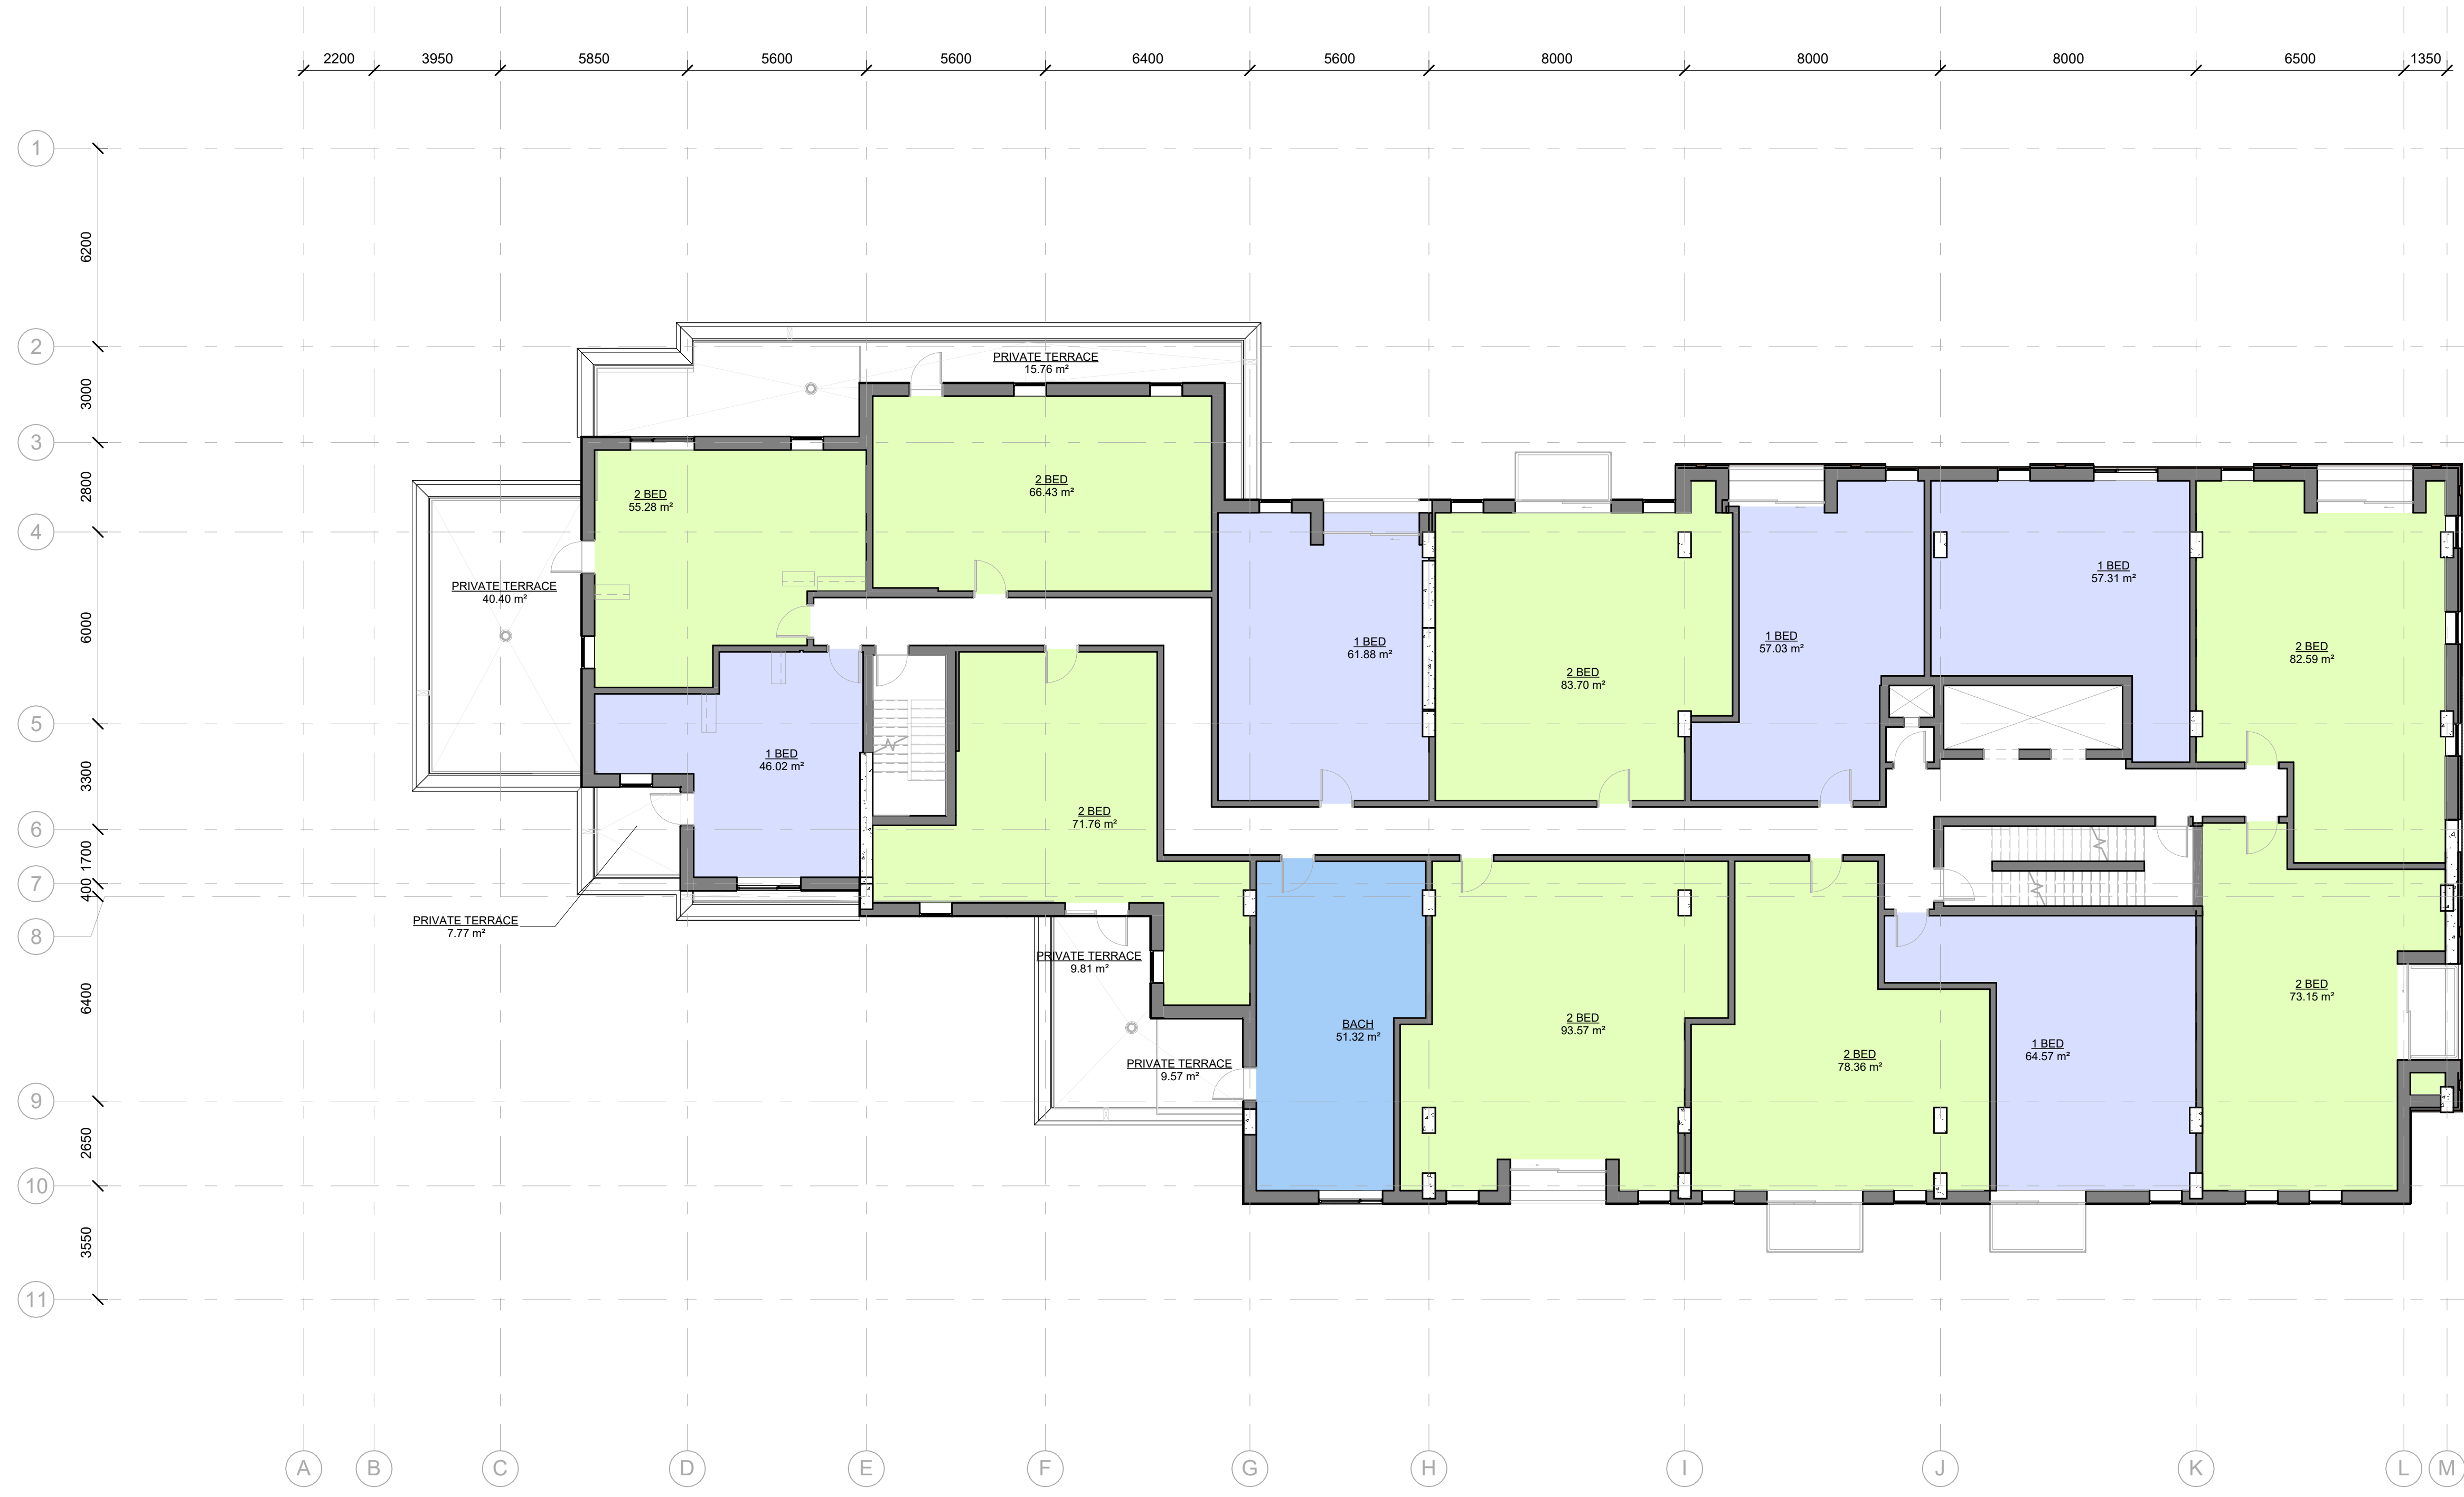 2200 3950 5850 5600 5600 6400 5600 8000 8000 8000 6500 1350
1
6200
2
PRIVATE TERRACE
15.76 m²
3000
3
2800
2 BED
55.28 m²
2 BED
66.43 m²
4
PRIVATE TERRACE
40.40 m²
6000
1 BED
61.88 m²
2 BED
83.70 m²
1 BED
57.03 m²
1 BED
57.31 m²
2 BED
82.59 m²
5
3300
1 BED
46.02 m²
2 BED
71.76 m²
6
1700
7
400
PRIVATE TERRACE
7.77 m²
8
PRIVATE TERRACE
9.81 m²
6400
BACH
51.32 m²
2 BED
93.57 m²
2 BED
78.36 m²
1 BED
64.57 m²
2 BED
73.15 m²
PRIVATE TERRACE
9.57 m²
9
2650
10
3550
11
A B C D E F G H I J K L M